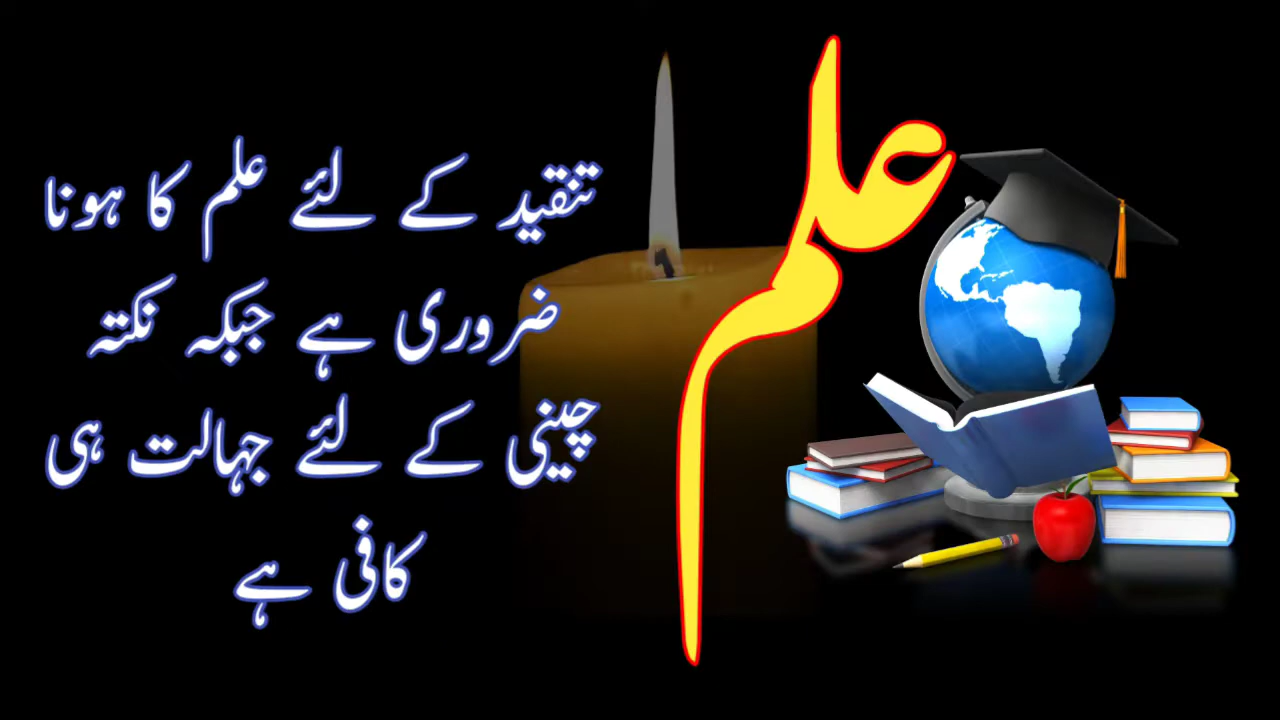 تنقید کے لئے علم کا ہونا
ضروری ہے جبکہ نکتہ
چینی کے لئے جہالت ہی
کافی ہے
علم